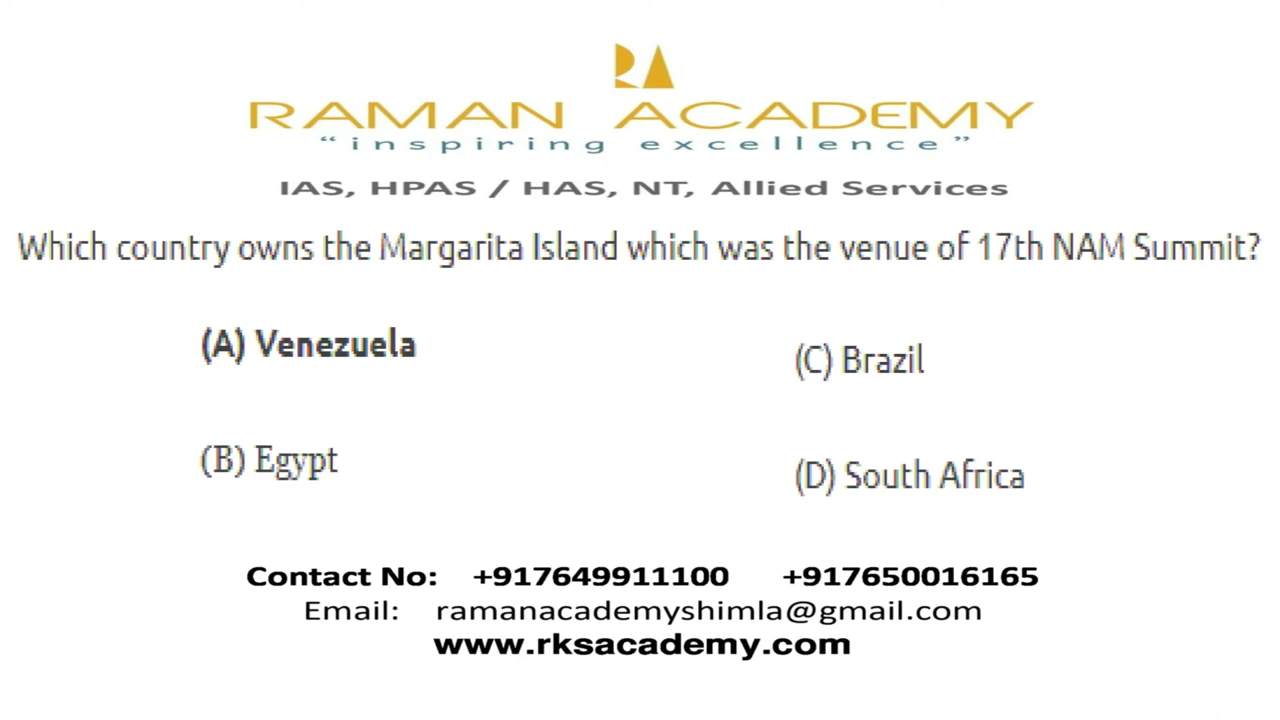 RA
RAMAN ACADEMY
“inspiring excellence”
IAS, HPAS / HAS, NT, Allied Services
Which country owns the Margarita Island which was the venue of 17th NAM Summit?
(A) Venezuela
(B) Egypt
(C) Brazil
(D) South Africa
Contact No: +917649911100 +917650016165
Email: ramanacademyshimla@gmail.com
www.rksacademy.com